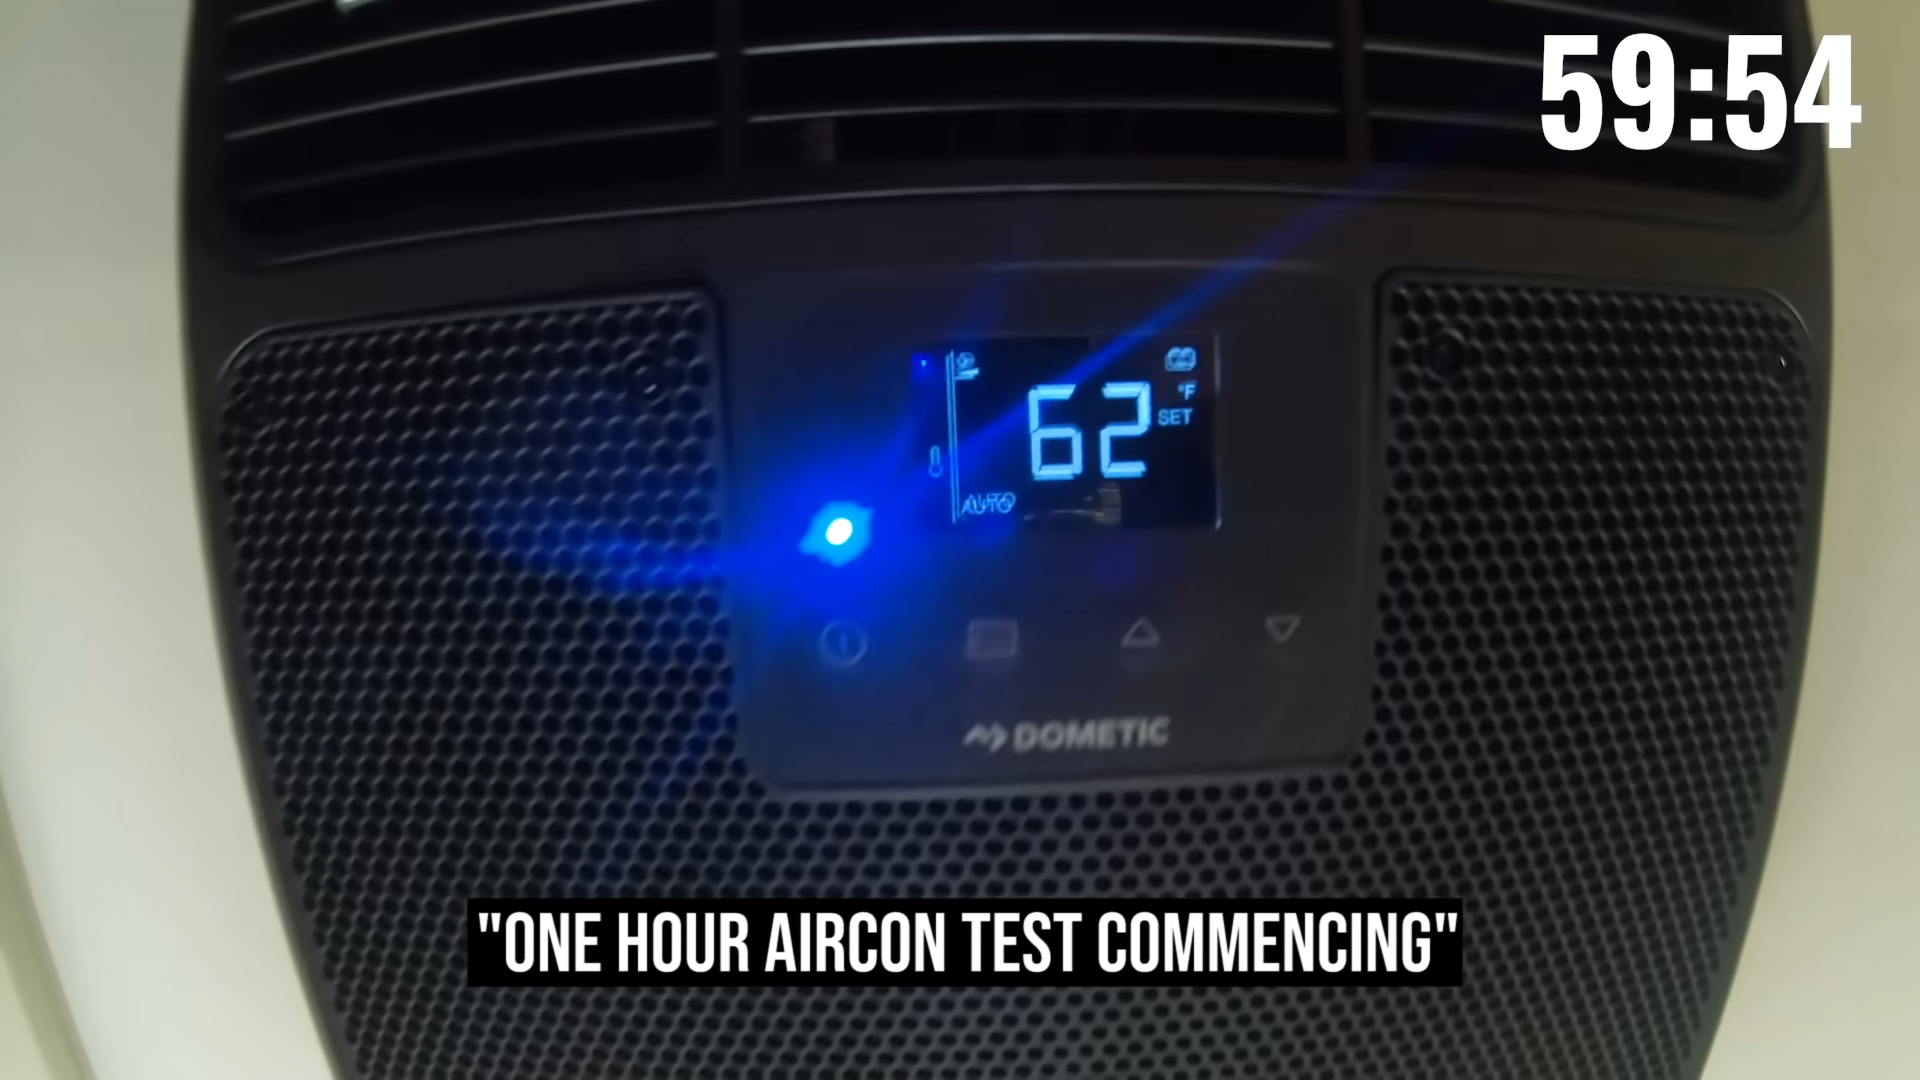 59:54
62
°F
SET
AUTO
DOMETIC
"ONE HOUR AIRCON TEST COMMENCING"